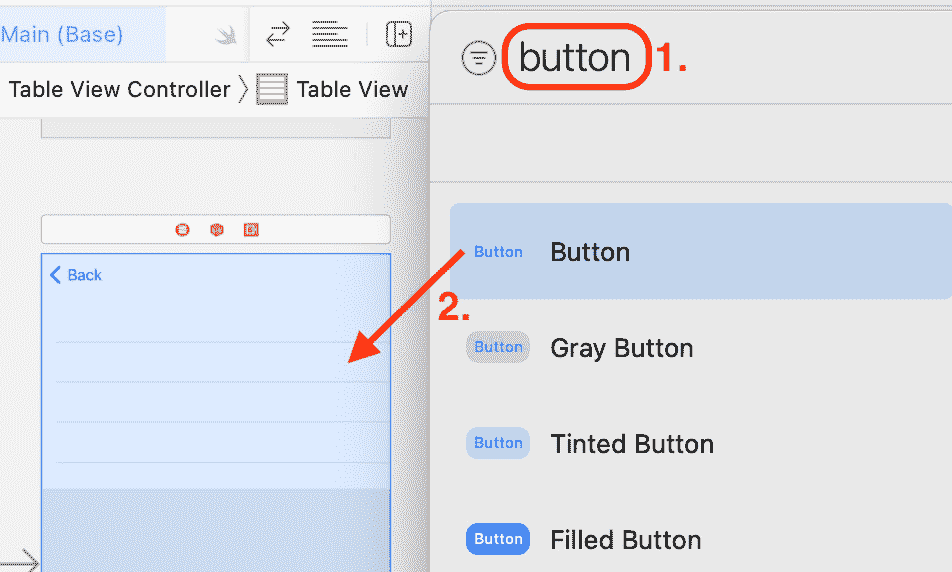 Main (Base)
Table View Controller
Table View
Back
button
1.
2.
Button
Button
Button
Gray Button
Button
Tinted Button
Button
Filled Button